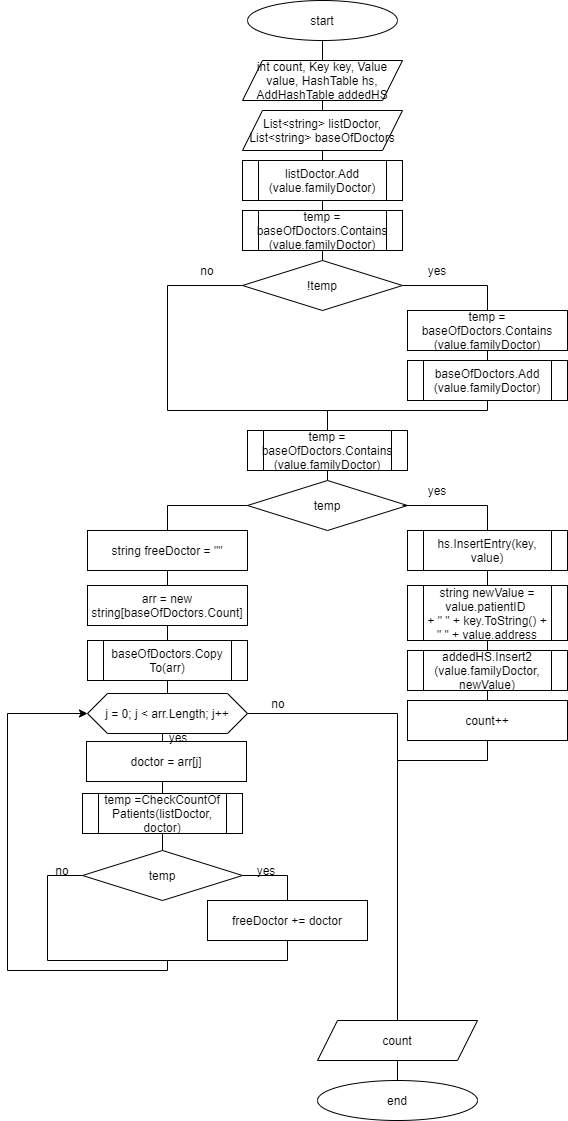 start
int count, Key key, Value
value, HashTable hs,
AddHashTable addedHS
List<string> listDoctor,
List<string> baseOfDoctors
listDoctor.Add
(value.familyDoctor)
temp =
baseOfDoctors.Contains
(value.familyDoctor)
no
yes
!temp
temp =
baseOfDoctors.Contains
(value.familyDoctor)
baseOfDoctors.Add
(value.familyDoctor)
temp =
baseOfDoctors.Contains
(value.familyDoctor)
yes
temp
string freeDoctor = ""
hs.InsertEntry(key,
value)
arr = new
string[baseOfDoctors.Count]
string newValue =
value.patientID
+ " " + key.ToString() +
" " + value.address
baseOfDoctors.Copy
To(arr)
addedHS.Insert2
(value.familyDoctor,
newValue)
no
j = 0; j < arr.Length; j++
count++
yes
doctor = arr[j]
temp =CheckCountOf
Patients(listDoctor,
doctor)
no
temp
yes
freeDoctor += doctor
count
end